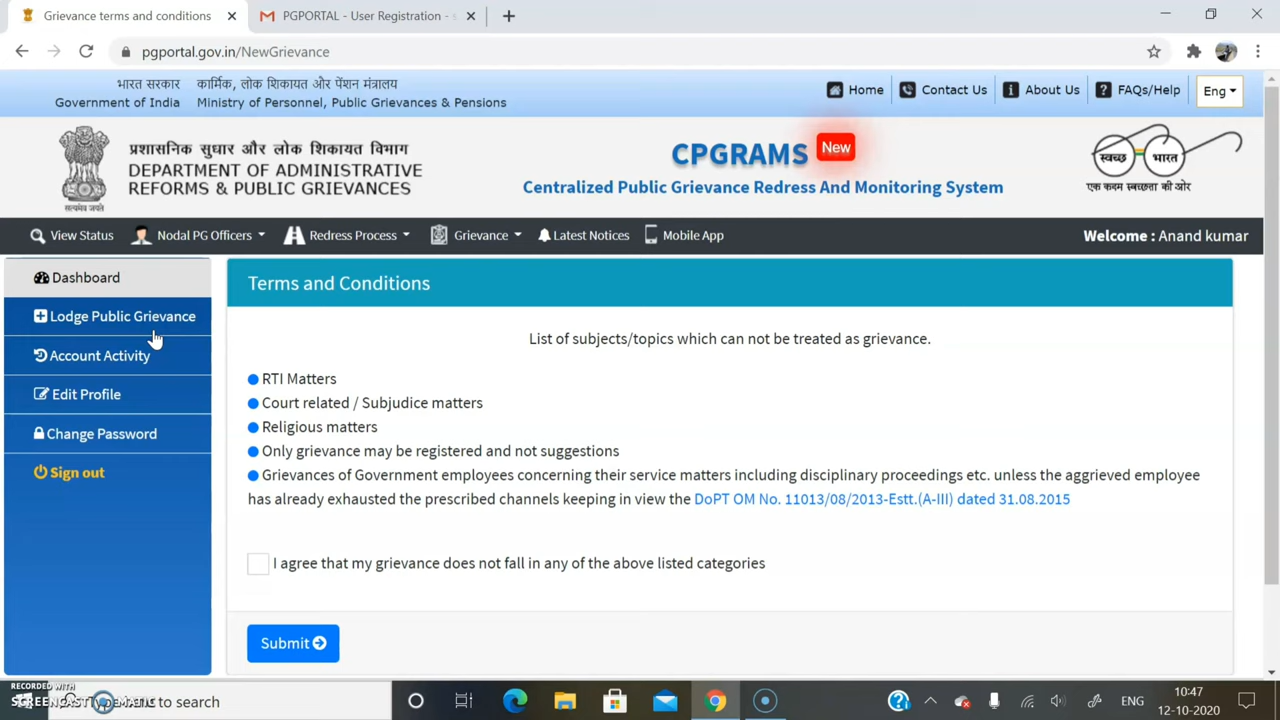 Grievance terms and conditions
PGPORTAL - User Registration - s
pgportal.gov.in/NewGrievance
भारत सरकार
Government of India
कार्मिक, लोक शिकायत और पेंशन मंत्रालय
Ministry of Personnel, Public Grievances & Pensions
Home
Contact Us
About Us
FAQs/Help
Eng
सत्यमेव जयते
प्रशासनिक सुधार और लोक शिकायत विभाग
DEPARTMENT OF ADMINISTRATIVE
REFORMS & PUBLIC GRIEVANCES
CPGRAMS New
Centralized Public Grievance Redress And Monitoring System
स्वच्छ भारत
एक कदम स्वच्छता की ओर
View Status
Nodal PG Officers
Redress Process
Grievance
Latest Notices
Mobile App
Welcome : Anand kumar
Dashboard
Lodge Public Grievance
Account Activity
Edit Profile
Change Password
Sign out
Terms and Conditions
List of subjects/topics which can not be treated as grievance.
RTI Matters
Court related / Subjudice matters
Religious matters
Only grievance may be registered and not suggestions
Grievances of Government employees concerning their service matters including disciplinary proceedings etc. unless the aggrieved employee
has already exhausted the prescribed channels keeping in view the DoPT OM No. 11013/08/2013-Estt.(A-III) dated 31.08.2015
I agree that my grievance does not fall in any of the above listed categories
Submit
RECORDED WITH
SCREENCAST-O-MATIC
to search
ENG
10:47
12-10-2020